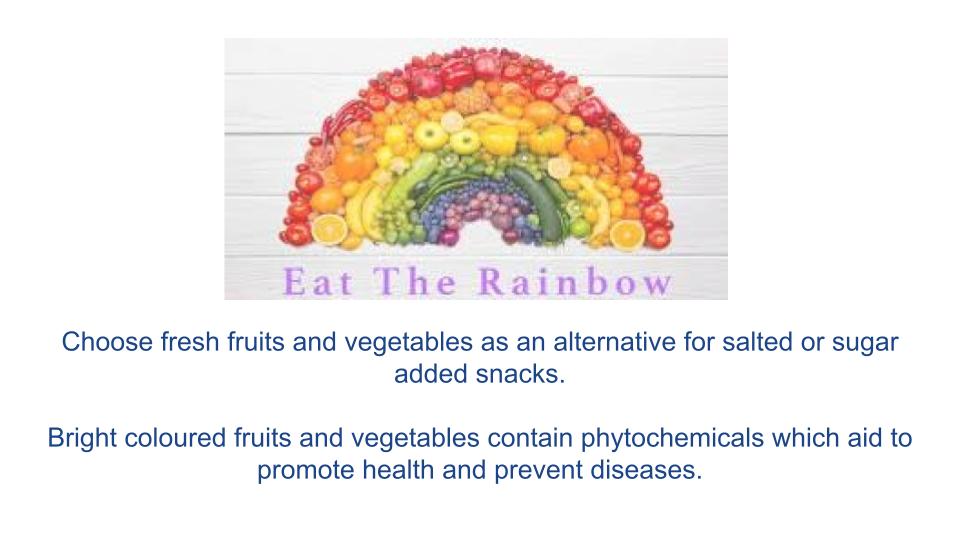 Eat The Rainbow
Choose fresh fruits and vegetables as an alternative for salted or sugar
added snacks.
Bright coloured fruits and vegetables contain phytochemicals which aid to
promote health and prevent diseases.